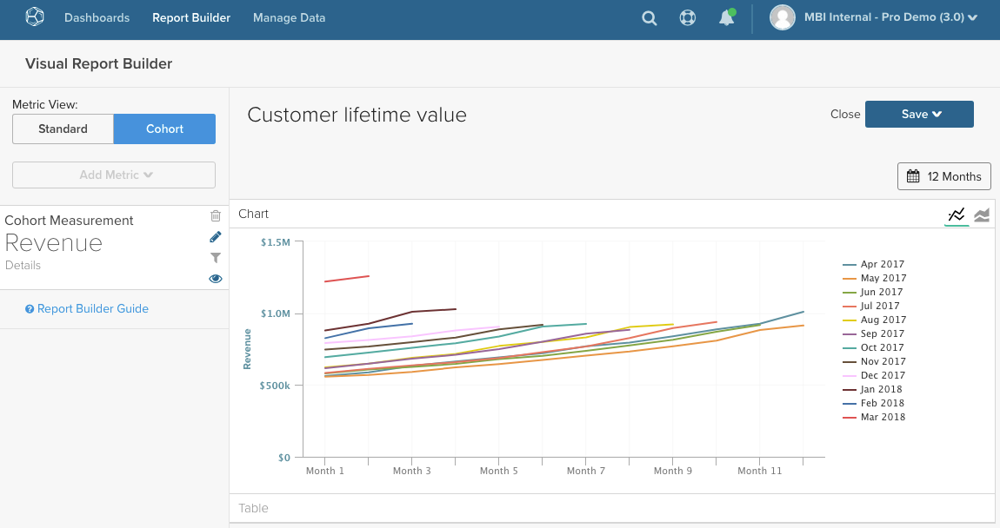 Dashboards Report Builder Manage Data MBI Internal - Pro Demo (3.0)
Visual Report Builder
Metric View:
Standard Cohort
Add Metric
Cohort Measurement
Revenue
Details
Report Builder Guide
Customer lifetime value
Close Save
12 Months
Chart
$1.5M
$1.0M
$500k
$0
Revenue
Month 1 Month 3 Month 5 Month 7 Month 9 Month 11
Apr 2017
May 2017
Jun 2017
Jul 2017
Aug 2017
Sep 2017
Oct 2017
Nov 2017
Dec 2017
Jan 2018
Feb 2018
Mar 2018
Table